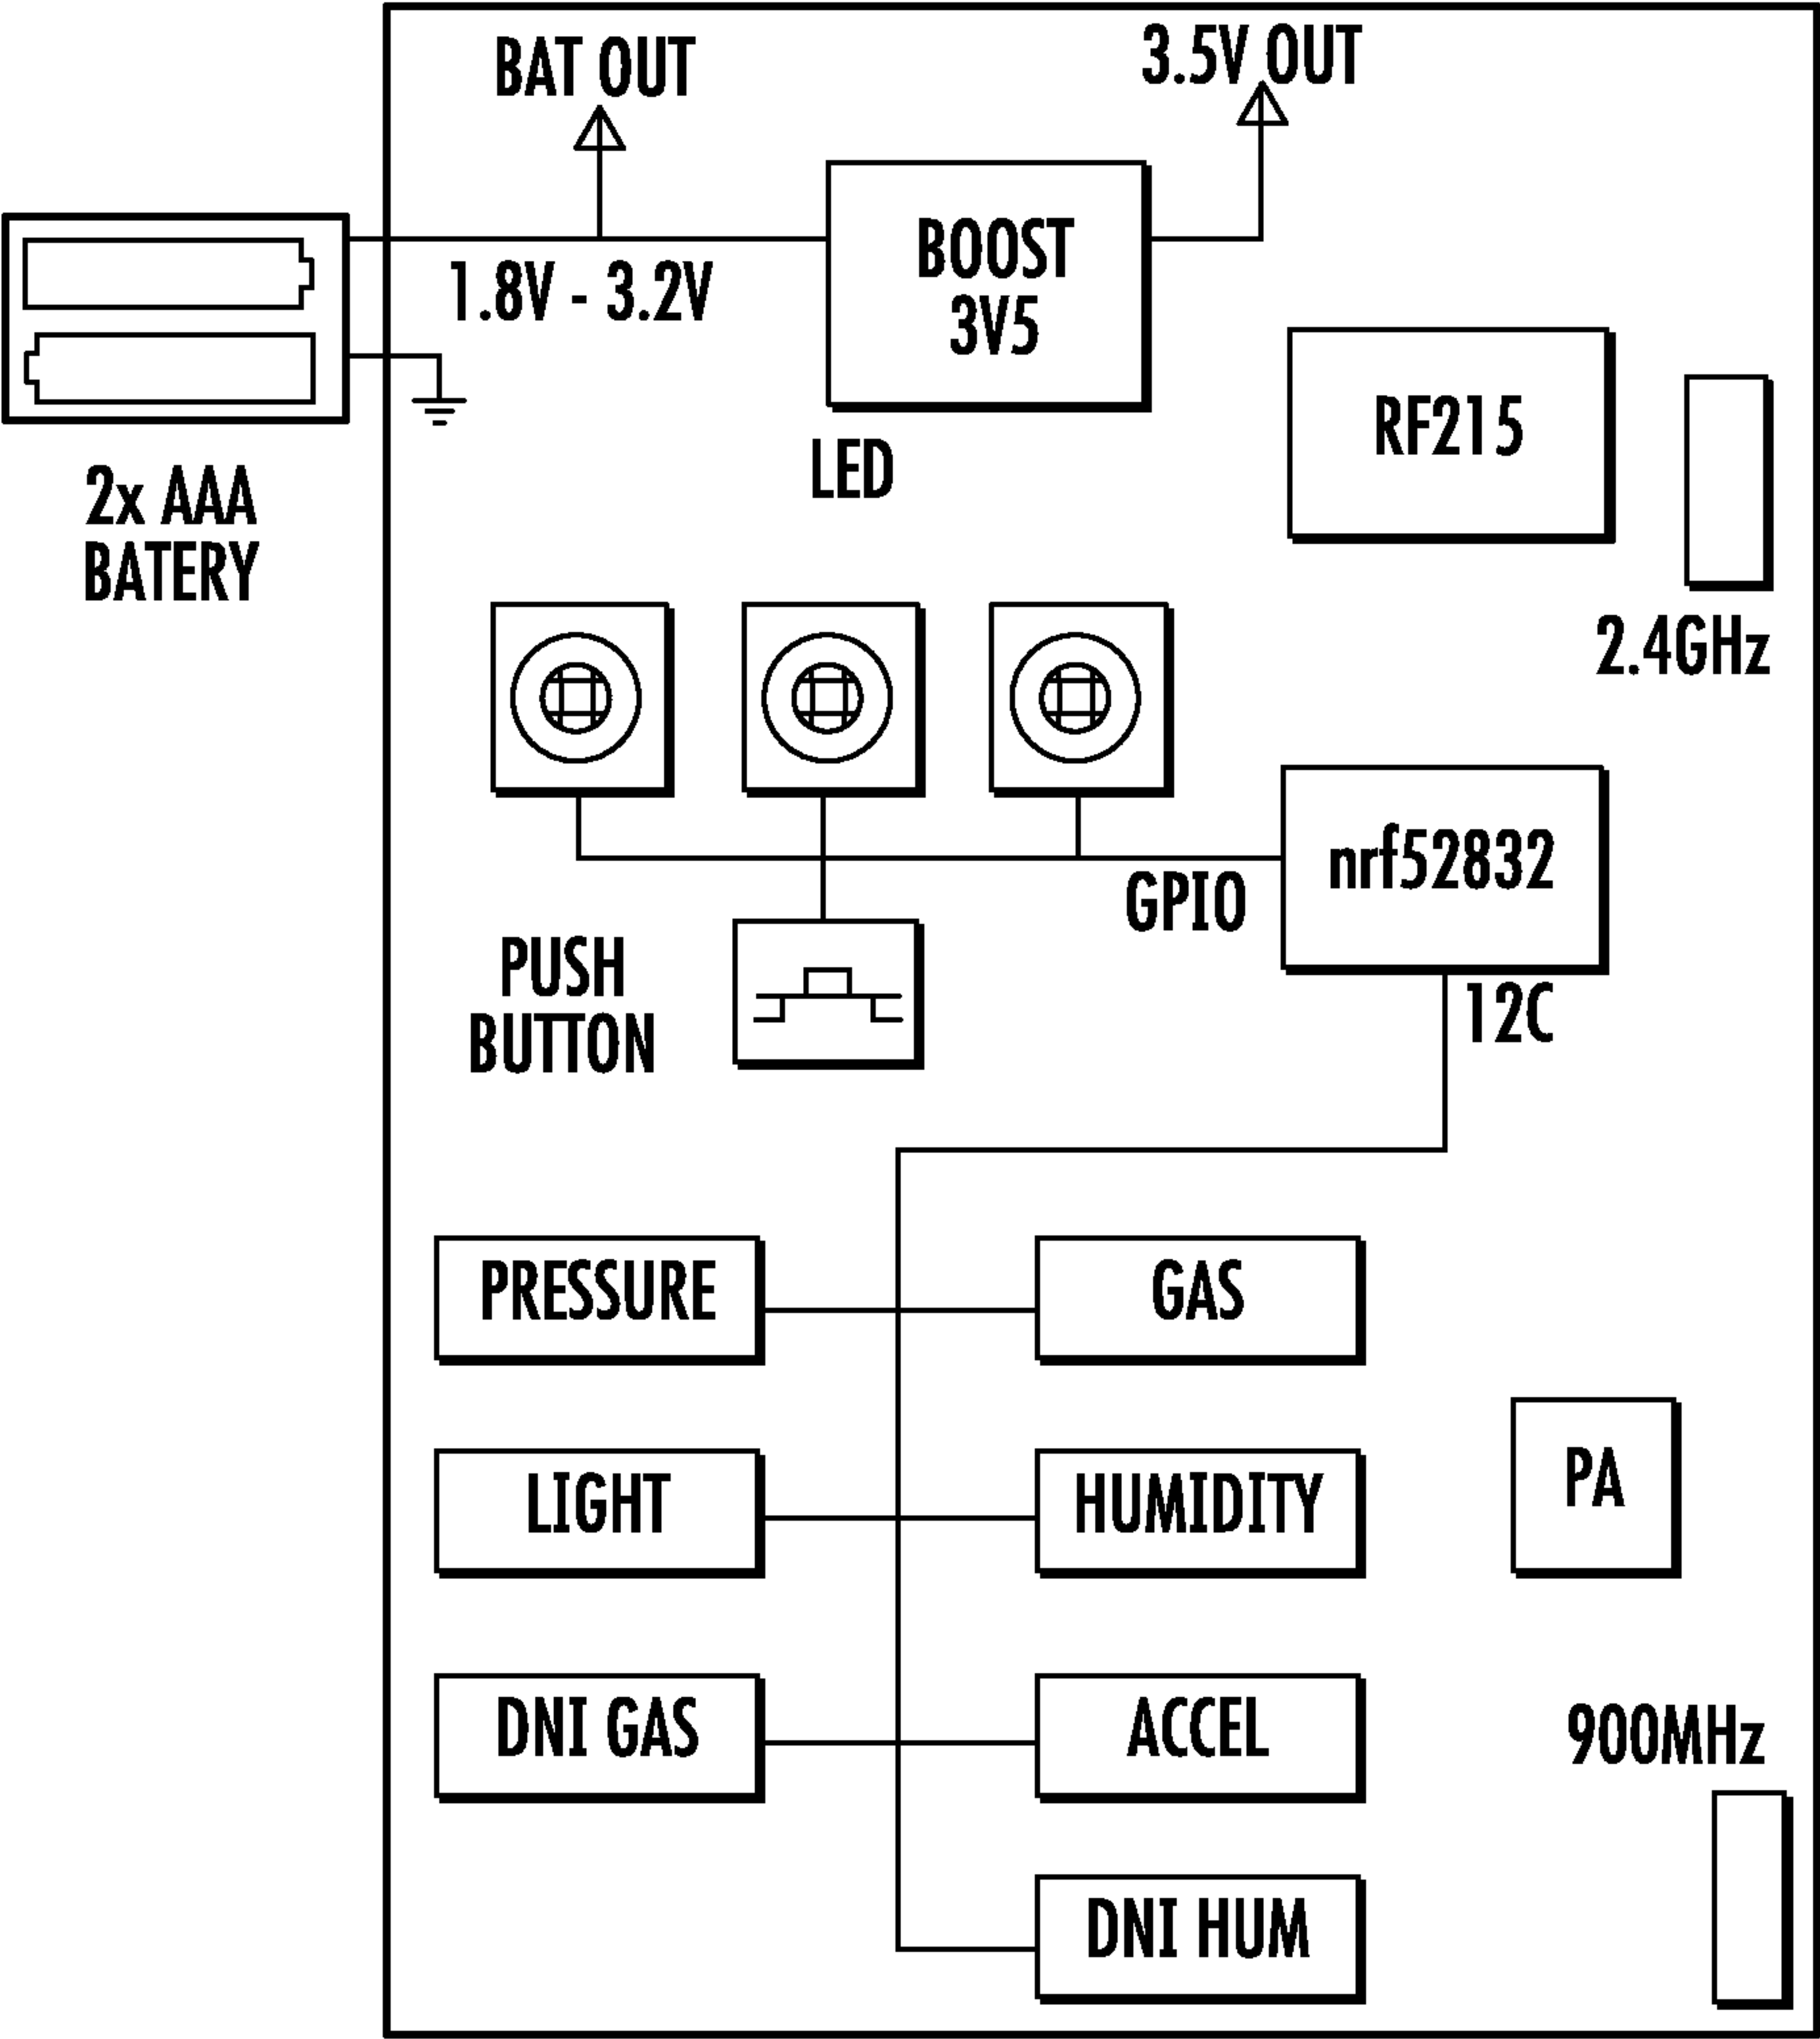 BAT OUT
3.5V OUT
BOOST
3V5
1.8V - 3.2V
RF215
LED
2x AAA
BATERY
2.4GHz
nrf52832
GPIO
PUSH
BUTTON
12C
PRESSURE
GAS
LIGHT
HUMIDITY
PA
DNI GAS
ACCEL
900MHz
DNI HUM